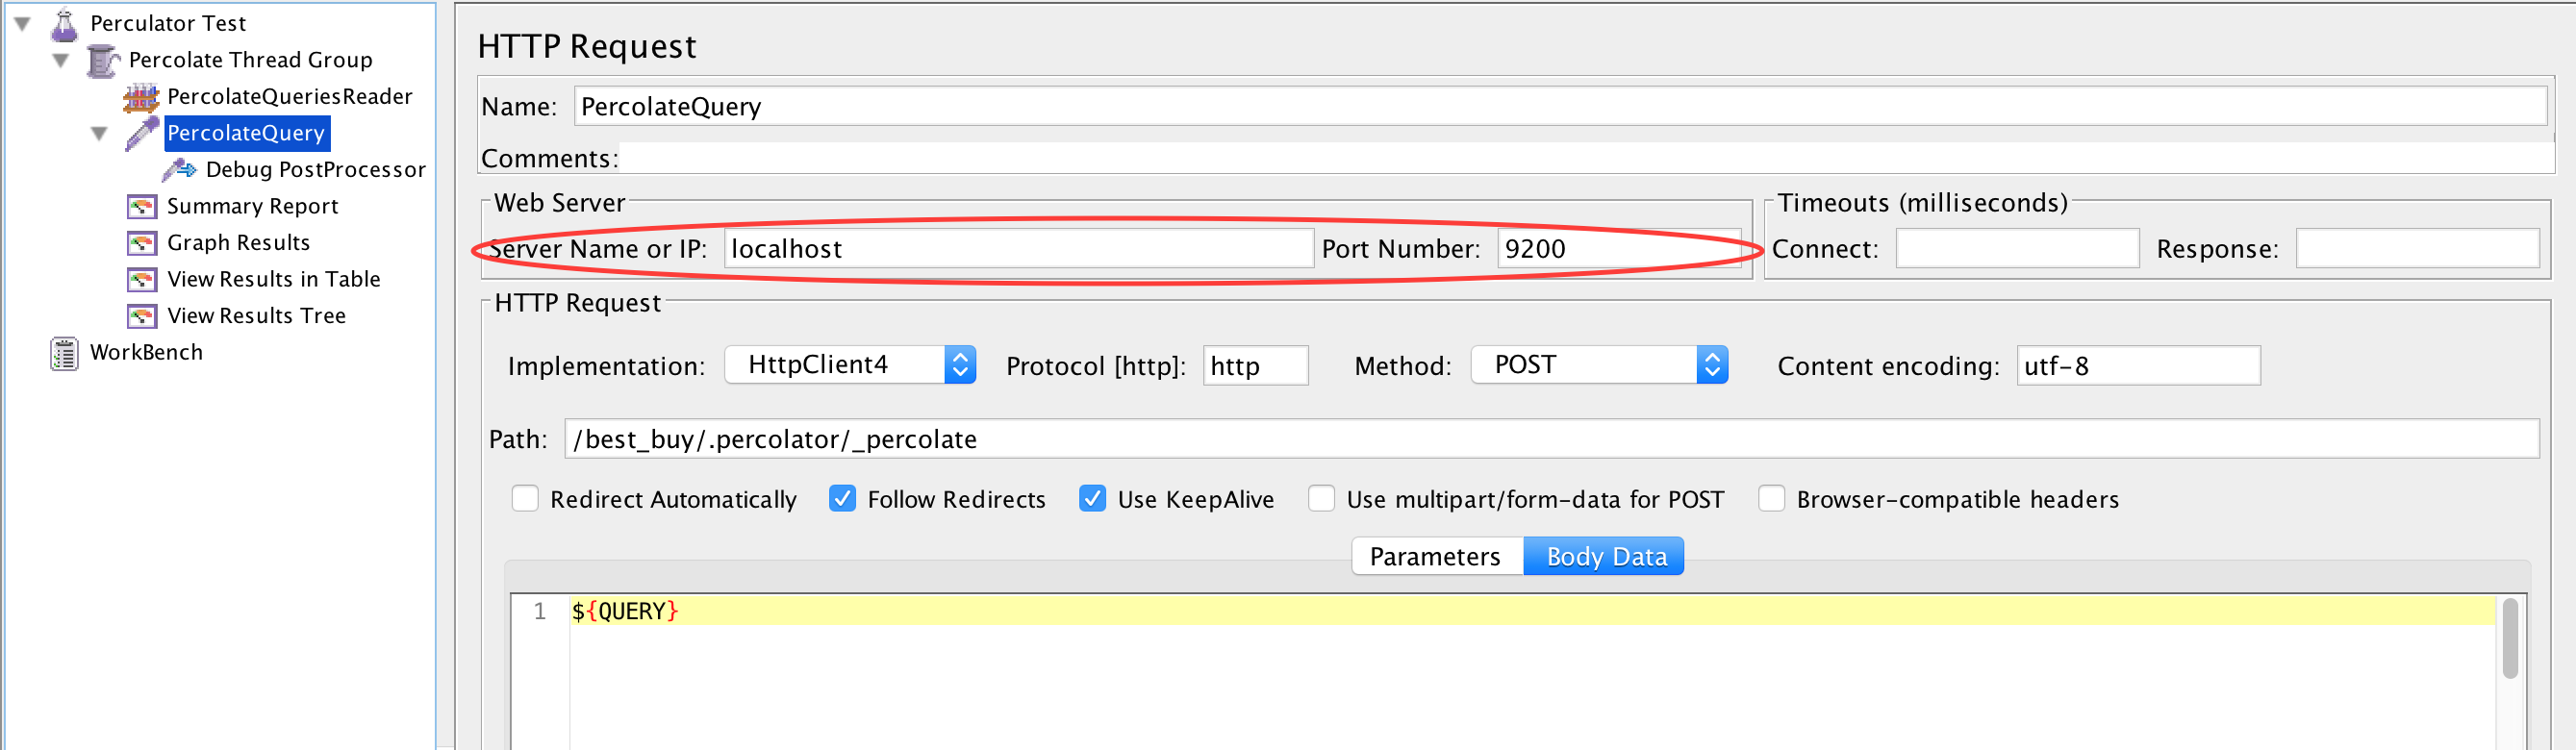 Perculator Test
Percolate Thread Group
PercolateQueriesReader
PercolateQuery
Debug PostProcessor
Summary Report
Graph Results
View Results in Table
View Results Tree
WorkBench
HTTP Request
Name: PercolateQuery
Comments:
Web Server
Server Name or IP: localhost Port Number: 9200
Timeouts (milliseconds)
Connect: Response:
HTTP Request
Implementation: HttpClient4 Protocol [http]: http Method: POST Content encoding: utf-8
Path: /best_buy/.percolator/_percolate
Redirect Automatically Follow Redirects Use KeepAlive Use multipart/form-data for POST Browser-compatible headers
Parameters Body Data
1 ${QUERY}